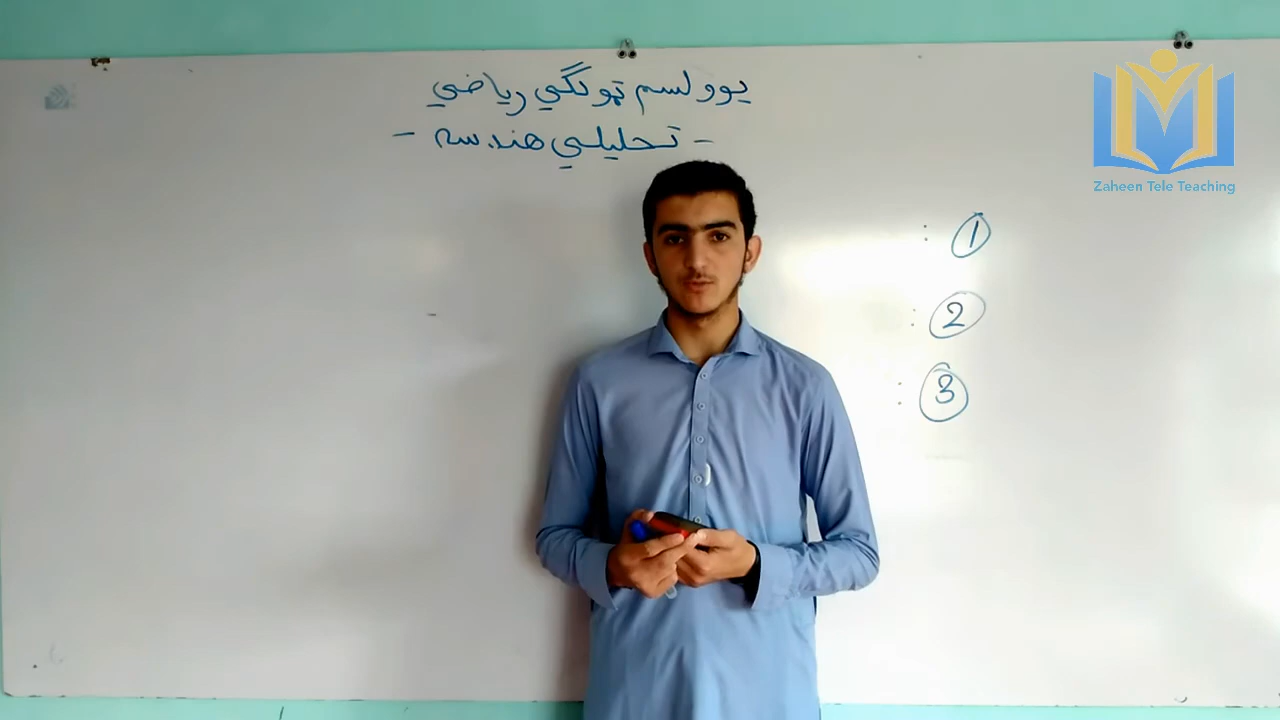 یوولسم ټولګي ریاضي
- تحلیلي هندسه -
Zaheen Tele Teaching
1 :
2 :
3 :